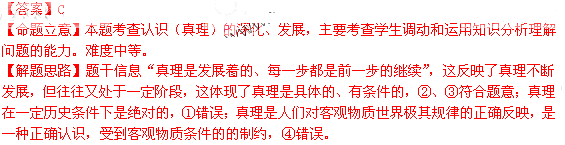 【答案】C
【命题立意】本题考查认识（真理）的深化、发展，主要考查学生调动和运用知识分析理解
问题的能力。难度中等。
【解题思路】题干信息“真理是发展着的、每一步都是前一步的继续”，这反映了真理不断
发展，但往往又处于一定阶段，这体现了真理是具体的、有条件的，②、③符合题意；真理
在一定历史条件下是绝对的，①错误；真理是人们对客观物质世界极其规律的正确反映，是
一种正确认识，受到客观物质条件的的制约，④错误。